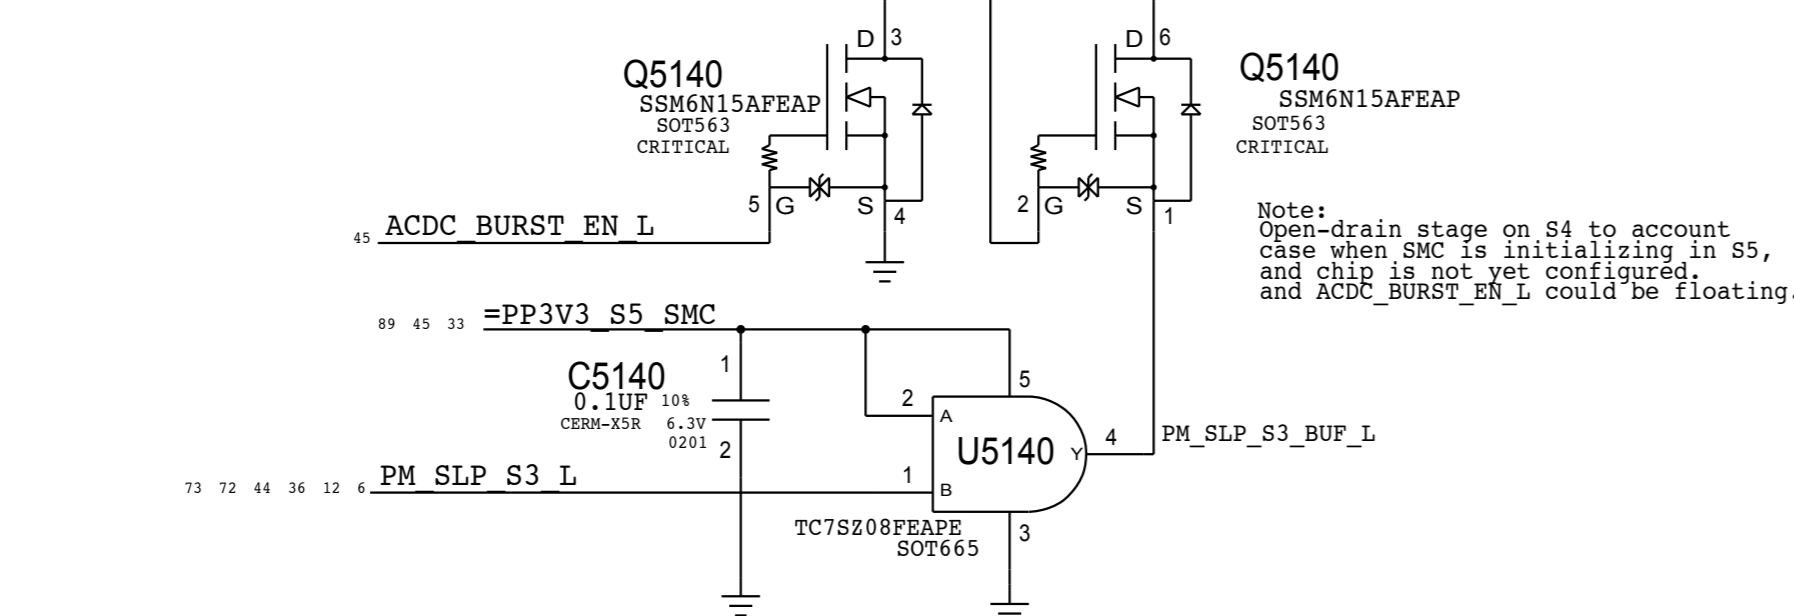 D 3
D 6
Q5140
SSM6N15AFEAP
SOT563
CRITICAL
Q5140
SSM6N15AFEAP
SOT563
CRITICAL
5 G S 4
2 G S 1
45 ACDC_BURST_EN_L
Note:
Open-drain stage on S4 to account
case when SMC is initializing in S5,
and chip is not yet configured.
and ACDC_BURST_EN_L could be floating.
89 45 33 =PP3V3_S5_SMC
1
C5140
0.1UF 10%
CERM-X5R 6.3V
0201
2
5
2 A
U5140
Y 4 PM_SLP_S3_BUF_L
73 72 44 36 12 6 PM_SLP_S3_L
1 B
TC7SZ08FEAPE
SOT665
3